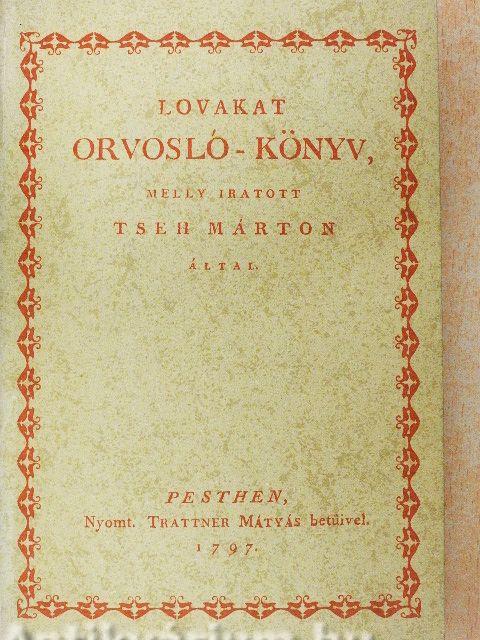 LOVAKAT
ORVOSLÓ - KÖNYV,
MELLY IRATOTT
TSEH MÁRTON
ÁLTAL.
PESTHEN,
Nyomt. TRATTNER MÁTYÁS betüivel.
1797.